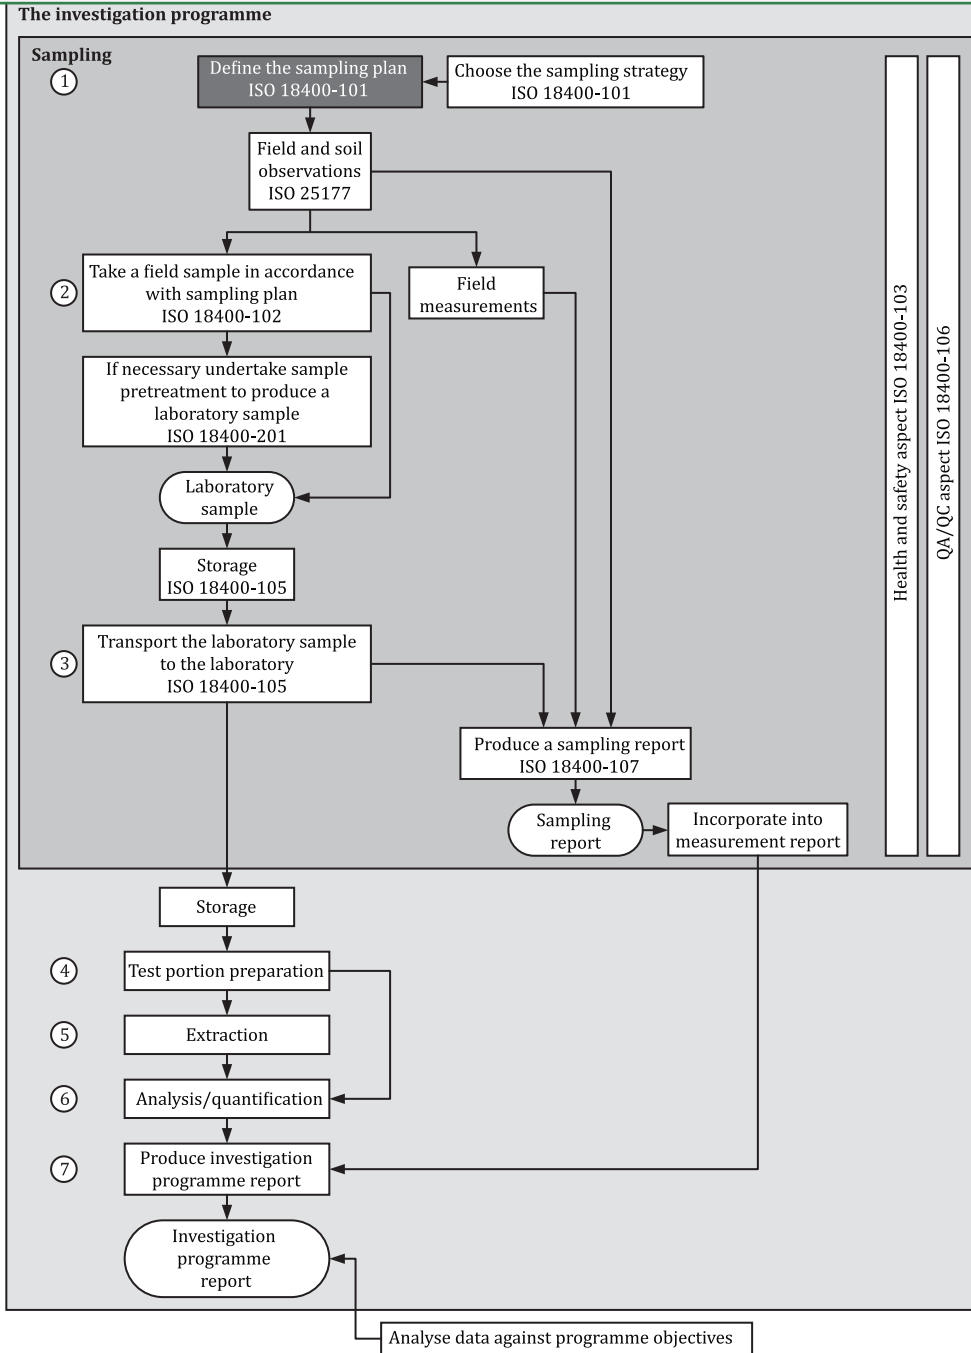 The investigation programme
Sampling
1
Define the sampling plan
ISO 18400-101
Choose the sampling strategy
ISO 18400-101
Field and soil
observations
ISO 25177
2
Take a field sample in accordance
with sampling plan
ISO 18400-102
Field
measurements
If necessary undertake sample
pretreatment to produce a
laboratory sample
ISO 18400-201
Laboratory
sample
Storage
ISO 18400-105
3
Transport the laboratory sample
to the laboratory
ISO 18400-105
Produce a sampling report
ISO 18400-107
Sampling
report
Incorporate into
measurement report
Health and safety aspect ISO 18400-103
QA/QC aspect ISO 18400-106
Storage
4
Test portion preparation
5
Extraction
6
Analysis/quantification
7
Produce investigation
programme report
Investigation
programme
report
Analyse data against programme objectives